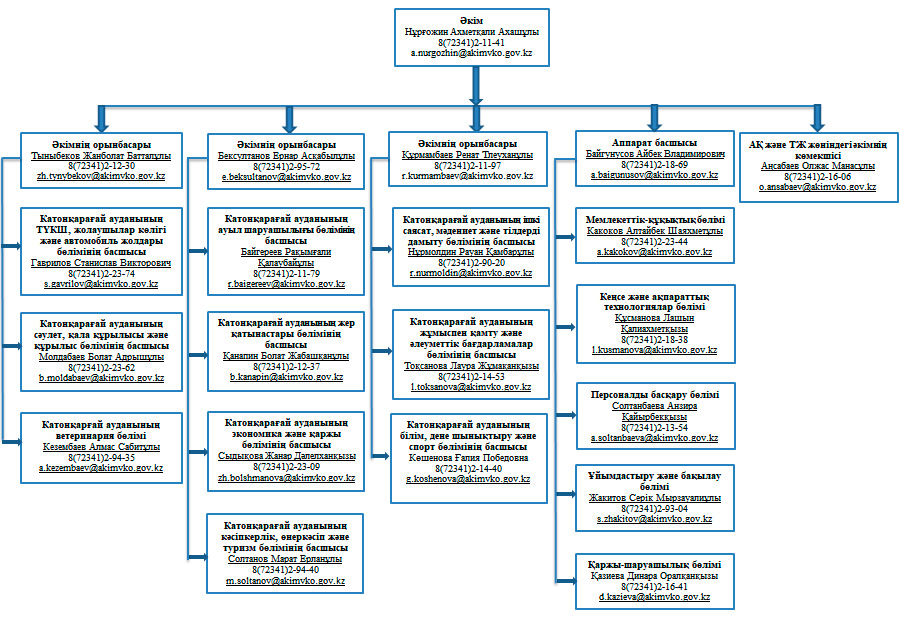 Әкім
Нұрғожин Ахметқали Ахашұлы
8(72341)2-11-41
a.nurgozhin@akimvko.gov.kz
Әкімнің орынбасары
Тыныбеков Жанболат Батталұлы
8(72341)2-12-30
zh.tynybekov@akimvko.gov.kz
Катонқарағай ауданының
ТҮКШ, жолаушлар көлігі
және автомобиль жолдары
бөлімінің басшысы
Гаврилов Станислав Викторович
8(72341)2-23-74
s.gavrilov@akimvko.gov.kz
Катонқарағай ауданының
сәулет, қала құрылысы және
құрылыс бөлімінің басшысы
Молдабаев Болат Адрышұлы
8(72341)2-23-62
b.moldabaev@akimvko.gov.kz
Катонқарғай ауданының
ветеринария бөлімі
Кезембаев Алмас Сабитұлы
8(72341)2-94-35
a.kezembaev@akimvko.gov.kz
Әкімнің орынбасары
Бексултанов Ернар Асқабылұлы
8(72341)2-95-72
e.beksultanov@akimvko.gov.kz
Катонқарағай ауданының
ауыл шаруашылығы бөлімінің
басшысы
Байгереев Рақымғали
Қалаубайұлы
8(72341)2-11-79
r.baigereev@akimvko.gov.kz
Катонқарағай ауданының жер
қатынастары бөлімінің
басшысы
Қанапин Болат Жабашқанұлы
8(72341)2-12-37
b.kanapin@akimvko.gov.kz
Катонқарағай ауданының
экономика және қаржы
бөлімінің басшысы
Сыдықова Жанар Дәлелханқызы
8(72341)2-23-09
zh.bolshmanova@akimvko.gov.kz
Катонқарағай ауданының
кәсіпкерлік, өнеркәсіп және
туризм бөлімінің басшысы
Солтанов Марат Ерланұлы
8(72341)2-94-40
m.soltanov@akimvko.gov.kz
Әкімнің орынбасары
Құрмамбаев Ренат Тлеуханұлы
8(72341)2-11-97
r.kurmambaev@akimvko.gov.kz
Катонқарағай ауданының ішкі
саясат, мәдениет және тілдерді
дамыту бөлімінің басшысы
Нұрмолдин Рауан Қамбарұлы
8(72341)2-90-20
r.nurmoldin@akimvko.gov.kz
Катонқарағай ауданының
жұмыспен қамту және
әлеуметтік бағдарламалар
бөлімінің басшысы
Тоқсанова Лаура Жұмақанқызы
8(72341)2-14-53
l.toksanova@akimvko.gov.kz
Катонқарағай ауданының
білім, дене шынықтыру және
спорт бөлімінің басшысы
Көшенова Ғалия Победовна
8(72341)2-14-40
g.koshenova@akimvko.gov.kz
Аппарат басшысы
Байгунусов Айбек Владимирович
8(72341)2-18-69
a.baigunusov@akimvko.gov.kz
Мемлекеттік-құқықтық бөлімі
Какоков Алтайбек Шаяхметұлы
8(72341)2-23-44
a.kakokov@akimvko.gov.kz
Кеңсе және ақпараттық
технологиялар бөлімі
Құсманова Лашын
Қалиахметқызы
8(72341)2-18-38
l.kusmanova@akimvko.gov.kz
Персоналды басқару бөлімі
Солтанбаева Анзира
Қайырбекқызы
8(72341)2-13-54
a.soltanbaeva@akimvko.gov.kz
Ұйымдастыру және бақылау
бөлімі
Жакитов Серік Мырзауалиұлы
8(72341)2-93-04
s.zhakitov@akimvko.gov.kz
Қаржы-шаруашылық бөлімі
Қазиева Динара Оралқанқызы
8(72341)2-16-41
d.kazieva@akimvko.gov.kz
АҚ және ТЖ жөніндегі әкімнің
көмекшісі
Аңсабаев Олжас Манасұлы
8(72341)2-16-06
o.ansabaev@akimvko.gov.kz